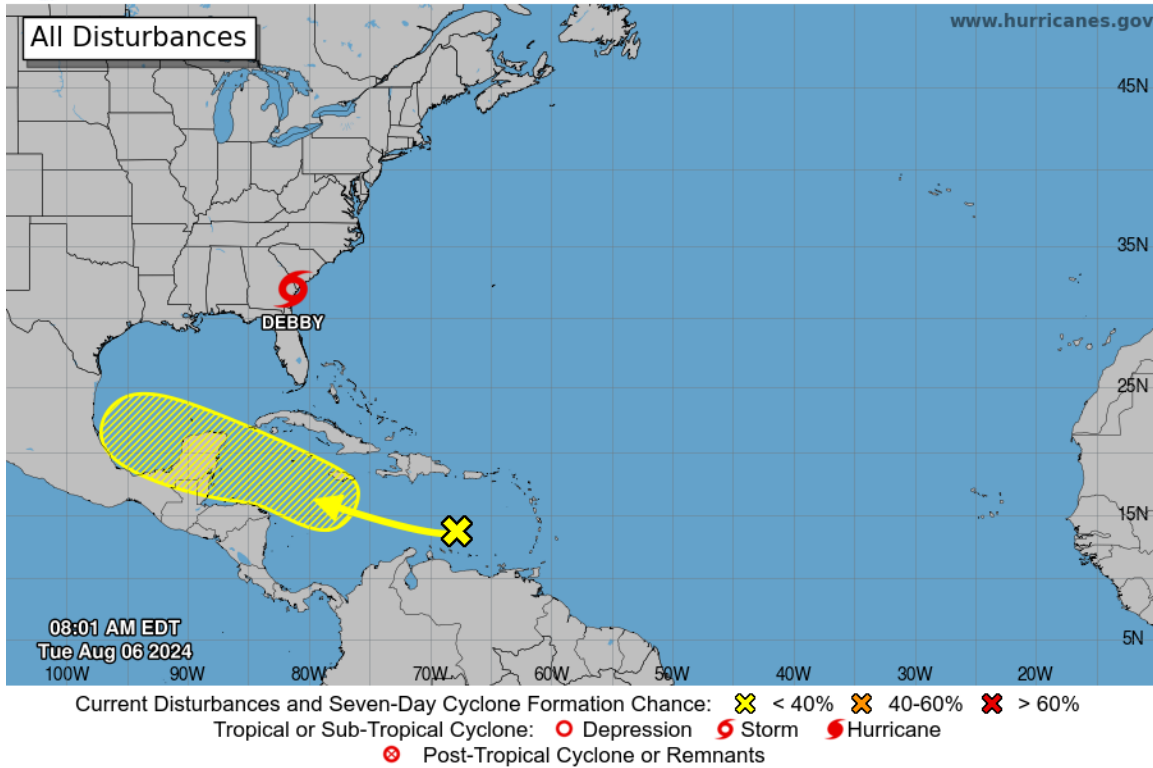 All Disturbances
www.hurricanes.gov
45N
35N
DEBBY
25N
15N
08:01 AM EDT
Tue Aug 06 2024
5N
100W 90W 80W 70W 60W 50W 40W 30W 20W
Current Disturbances and Seven-Day Cyclone Formation Chance: < 40% 40-60% > 60%
Tropical or Sub-Tropical Cyclone: Depression Storm Hurricane
Post-Tropical Cyclone or Remnants